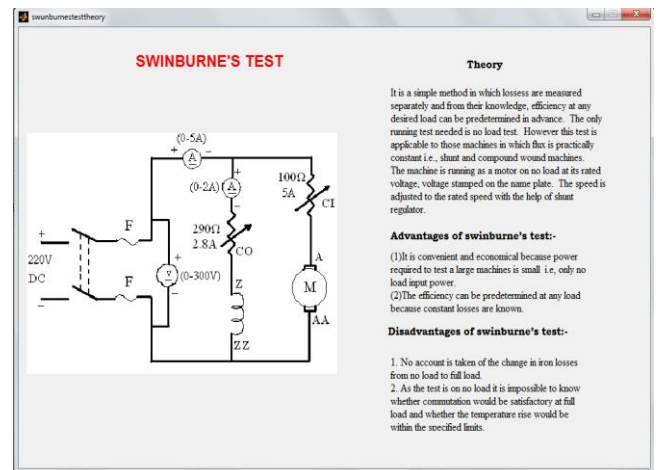 swunburnestesttheory
SWINBURNE'S TEST
(0-5A)
+
A
-
+
(0-2A)
A
-
100Ω
5A
CI
290Ω
2.8A
CO
F
+
220V
DC
-
F
+
V
(0-300V)
-
Z
ZZ
A
M
AA
Theory
It is a simple method in which lossess are measured
separately and from their knowledge, efficiency at any
desired load can be predetermined in advance. The only
running test needed is no load test. However this test is
applicable to those machines in which flux is practically
constant i.e., shunt and compound wound machines.
The machine is running as a motor on no load at its rated
voltage, voltage stamped on the name plate. The speed is
adjusted to the rated speed with the help of shunt
regulator.
Advantages of swinburne's test:-
(1)It is convenient and economical because power
required to test a large machines is small i.e, only no
load input power.
(2)The efficiency can be predetermined at any load
because constant losses are known.
Disadvantages of swinburne's test:-
1. No account is taken of the change in iron losses
from no load to full load.
2. As the test is on no load it is impossible to know
whether commutation would be satisfactory at full
load and whether the temperature rise would be
within the specified limits.